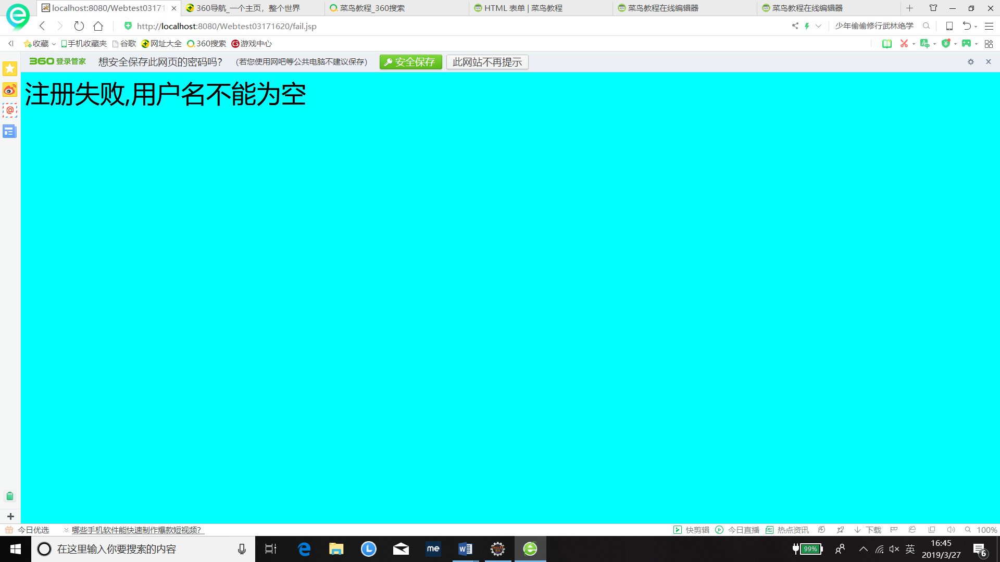 localhost:8080/Webtest03171
360导航_一个主页，整个世界
菜鸟教程_360搜索
HTML 表单 | 菜鸟教程
菜鸟教程在线编辑器
菜鸟教程在线编辑器
http://localhost:8080/Webtest03171620/fail.jsp
少年偷偷修行武林绝学
收藏
手机收藏夹
谷歌
网址大全
360搜索
游戏中心
360 登录管家
想安全保存此网页的密码吗？
（若您使用网吧等公共电脑不建议保存）
安全保存
此网站不再提示
注册失败,用户名不能为空
今日优选
哪些手机软件能快速制作爆款短视频?
快剪辑
今日直播
热点资讯
下载
100%
在这里输入你要搜索的内容
me
99%
英
16:45
2019/3/27
6